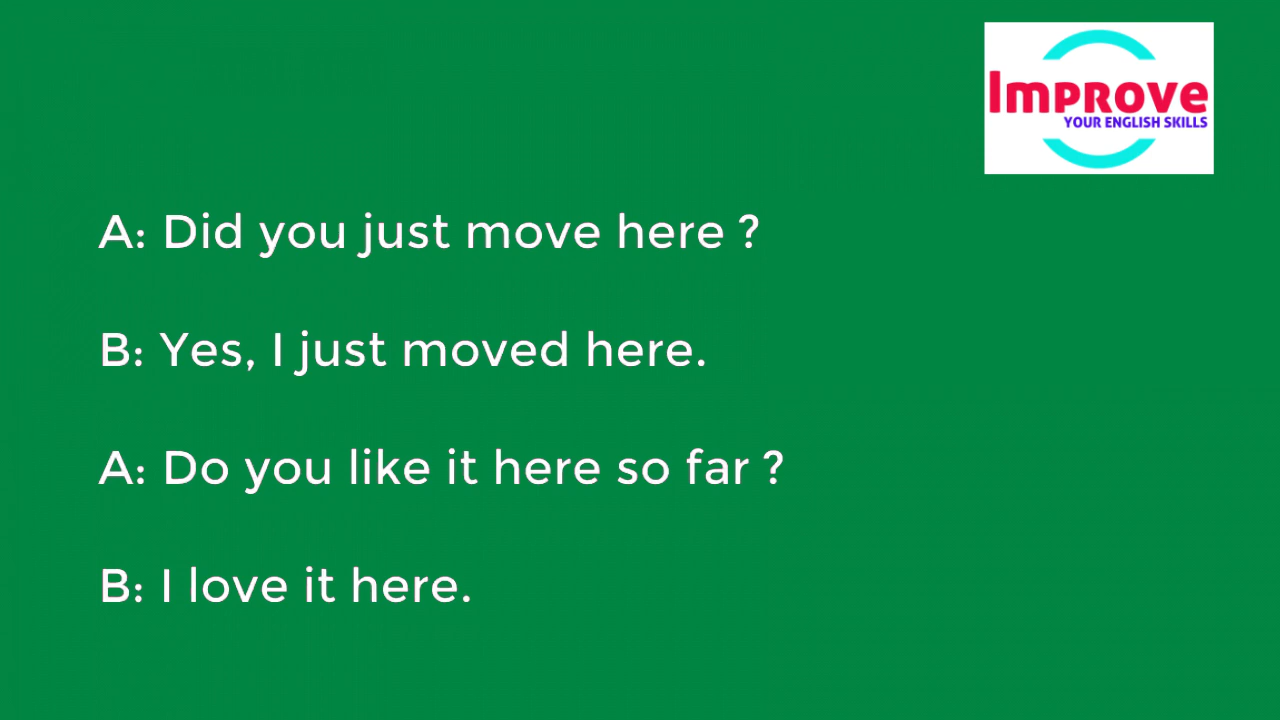 Improve
YOUR ENGLISH SKILLS
A: Did you just move here ?
B: Yes, I just moved here.
A: Do you like it here so far ?
B: I love it here.